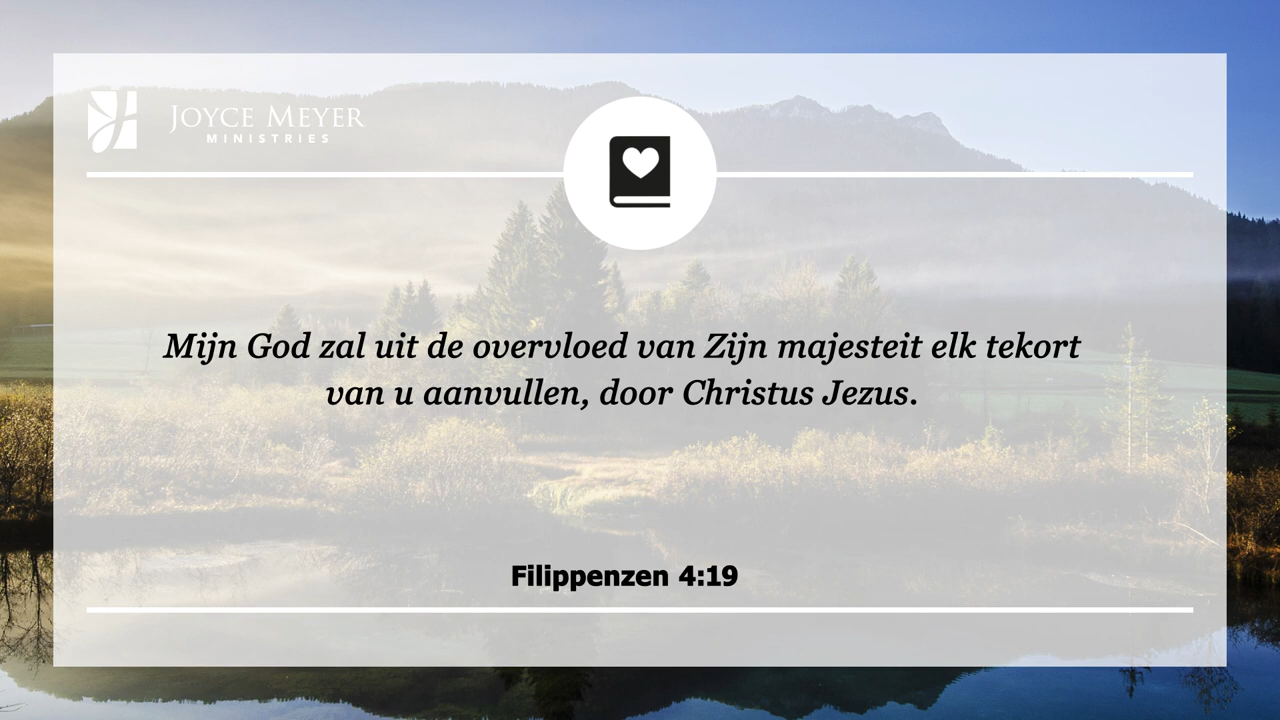 JOYCE MEYER
MINISTRIES
Mijn God zal uit de overvloed van Zijn majesteit elk tekort
van u aanvullen, door Christus Jezus.
Filippenzen 4:19